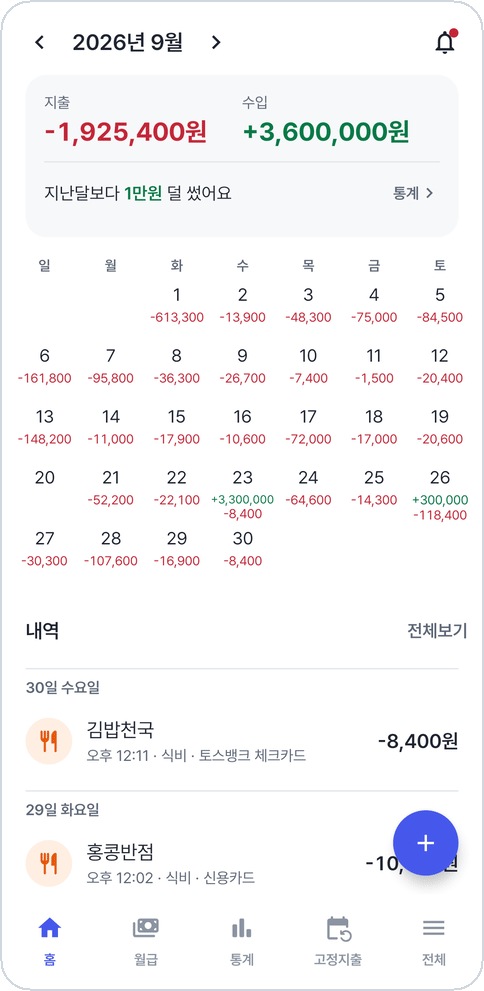 2026년 9월
지출 수입
-1,925,400원 +3,600,000원
지난달보다 1만원 덜 썼어요 통계
일 월 화 수 목 금 토
1 2 3 4 5
-613,300 -13,900 -48,300 -75,000 -84,500
6 7 8 9 10 11 12
-161,800 -95,800 -36,300 -26,700 -7,400 -1,500 -20,400
13 14 15 16 17 18 19
-148,200 -11,000 -17,900 -10,600 -72,000 -17,000 -20,600
20 21 22 23 24 25 26
-52,200 -22,100 +3,300,000 -64,600 -14,300 +300,000
-8,400 -118,400
27 28 29 30
-30,300 -107,600 -16,900 -8,400
내역 전체보기
30일 수요일
김밥천국 -8,400원
오후 12:11 · 식비 · 토스뱅크 체크카드
29일 화요일
홍콩반점
오후 12:02 · 식비 · 신용카드
홈 월급 통계 고정지출 전체